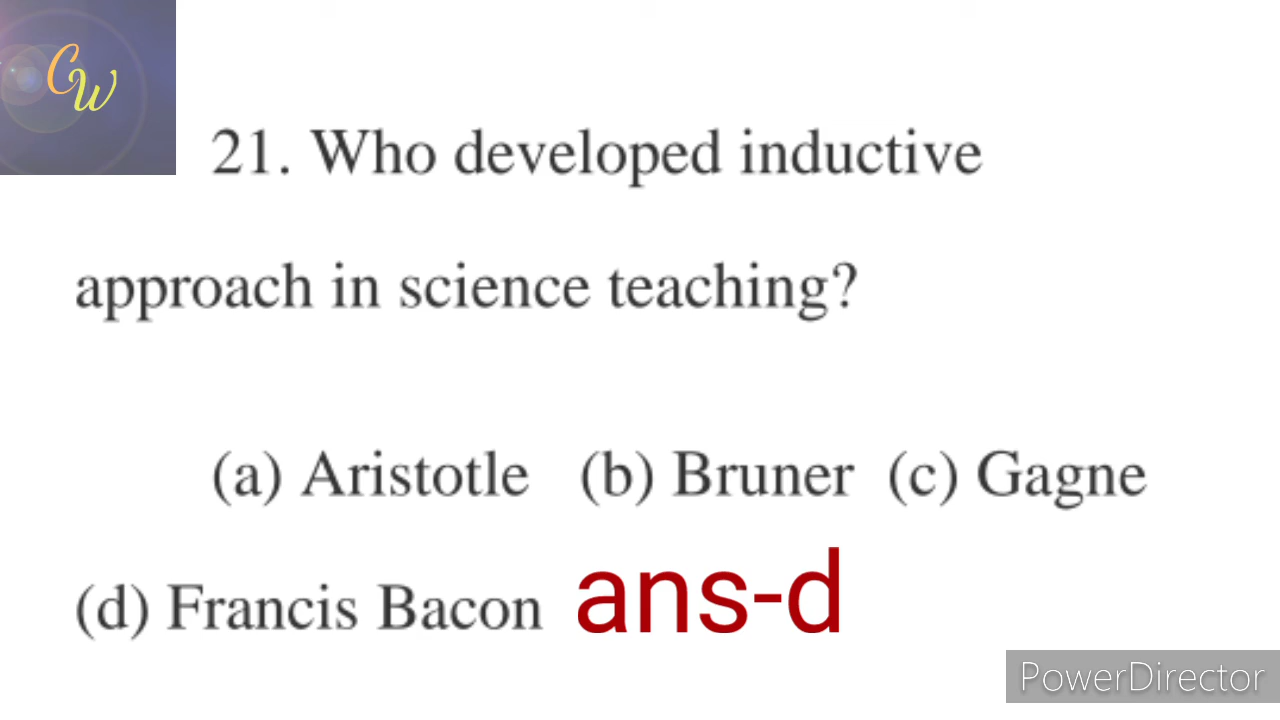 CW
21. Who developed inductive
approach in science teaching?
(a) Aristotle (b) Bruner (c) Gagne
(d) Francis Bacon ans-d
PowerDirector